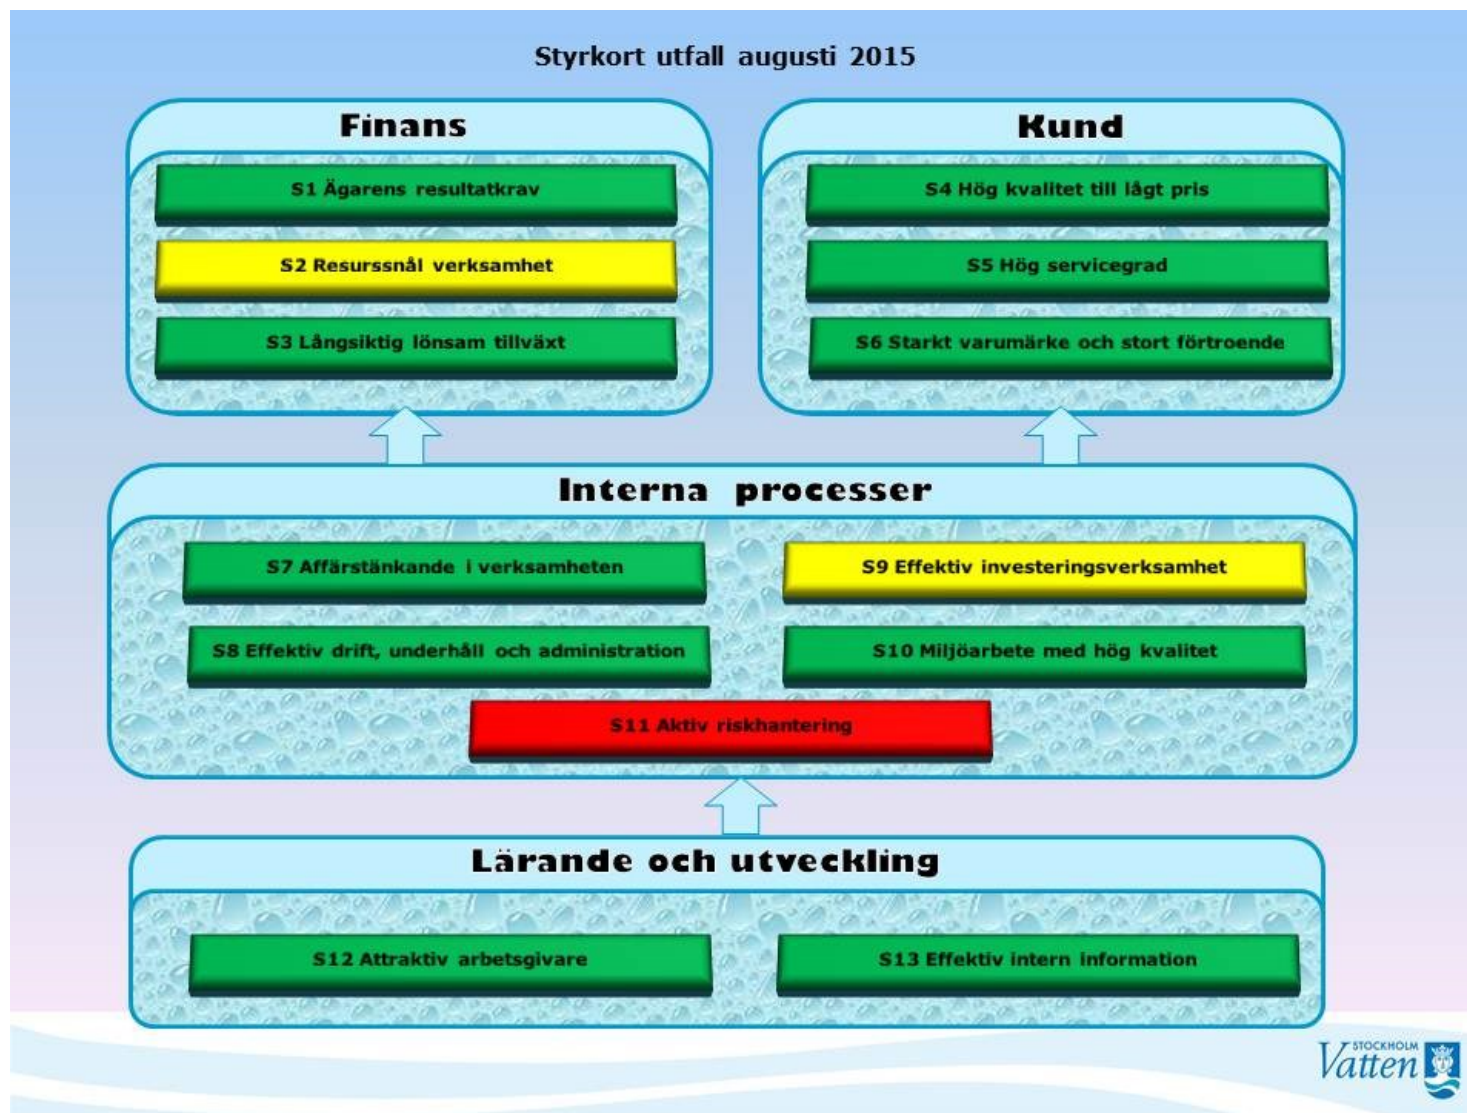 Styrkort utfall augusti 2015
Finans
S1 Ägarens resultatkrav
S2 Resurssnål verksamhet
S3 Långsiktig lönsam tillväxt
Kund
S4 Hög kvalitet till lågt pris
S5 Hög servicegrad
S6 Starkt varumärke och stort förtroende
Interna processer
S7 Affärstänkande i verksamheten
S9 Effektiv investeringsverksamhet
S8 Effektiv drift, underhåll och administration
S10 Miljöarbete med hög kvalitet
S11 Aktiv riskhantering
Lärande och utveckling
S12 Attraktiv arbetsgivare
S13 Effektiv intern information
STOCKHOLM
Vatten